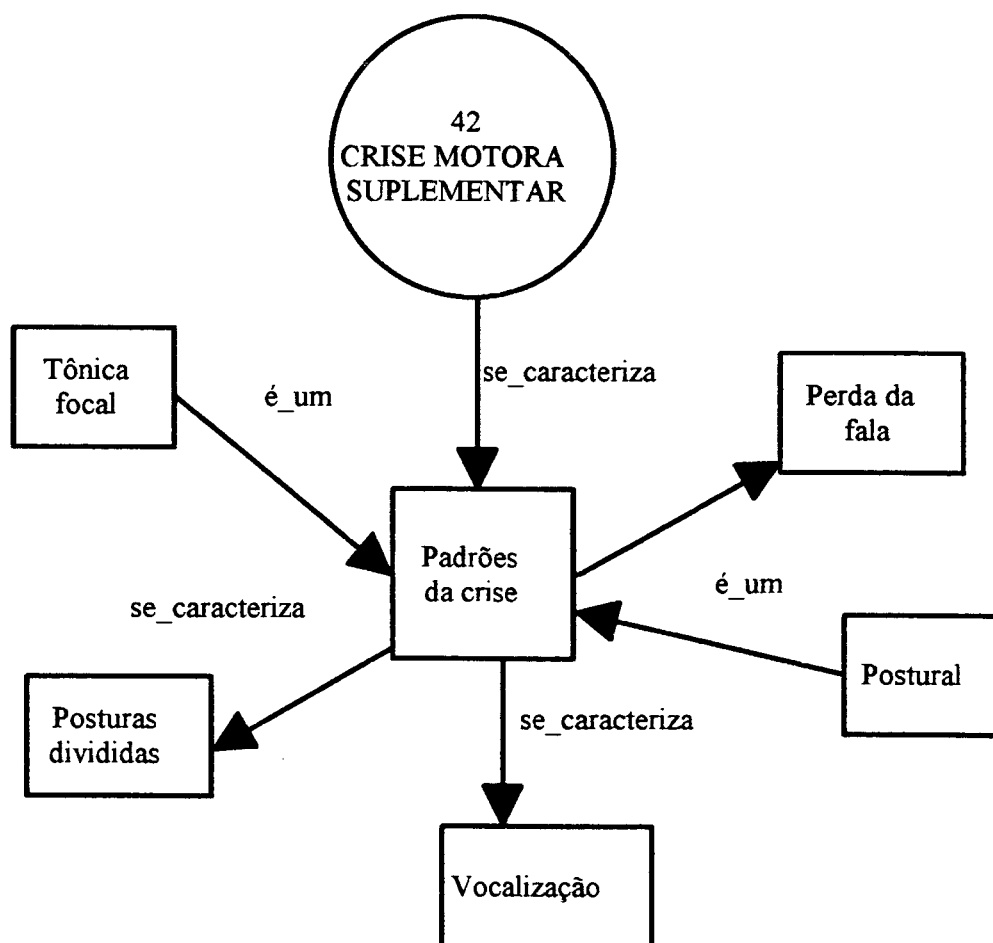 42
CRISE MOTORA
SUPLEMENTAR
Tônica
focal
é_um
se_caracteriza
Perda da
fala
Padrões
da crise
se_caracteriza
é_um
Posturas
divididas
se_caracteriza
Postural
Vocalização